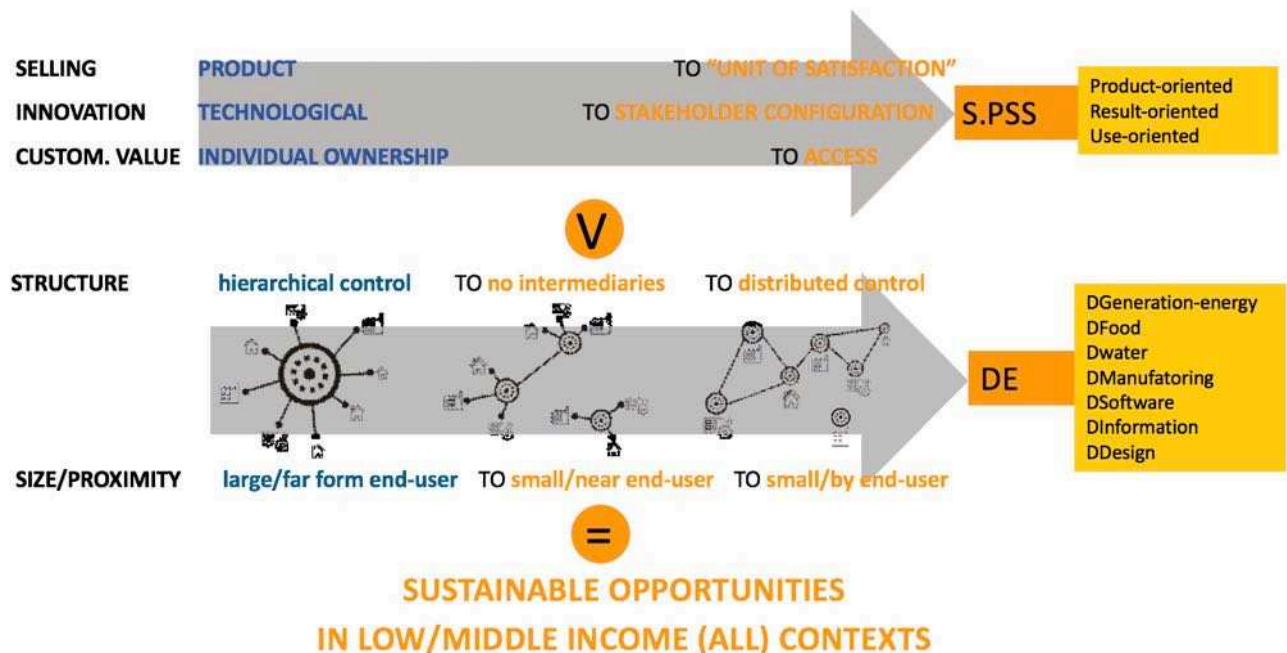 SELLING PRODUCT TO “UNIT OF SATISFACTION”
INNOVATION TECHNOLOGICAL TO STAKEHOLDER CONFIGURATION
CUSTOM. VALUE INDIVIDUAL OWNERSHIP TO ACCESS
S.PSS
Product-oriented
Result-oriented
Use-oriented
V
STRUCTURE hierarchical control TO no intermediaries TO distributed control
DE
DGeneration-energy
DFood
Dwater
DManufatoring
DSoftware
DInformation
DDesign
SIZE/PROXIMITY large/far form end-user TO small/near end-user TO small/by end-user
=
SUSTAINABLE OPPORTUNITIES
IN LOW/MIDDLE INCOME (ALL) CONTEXTS